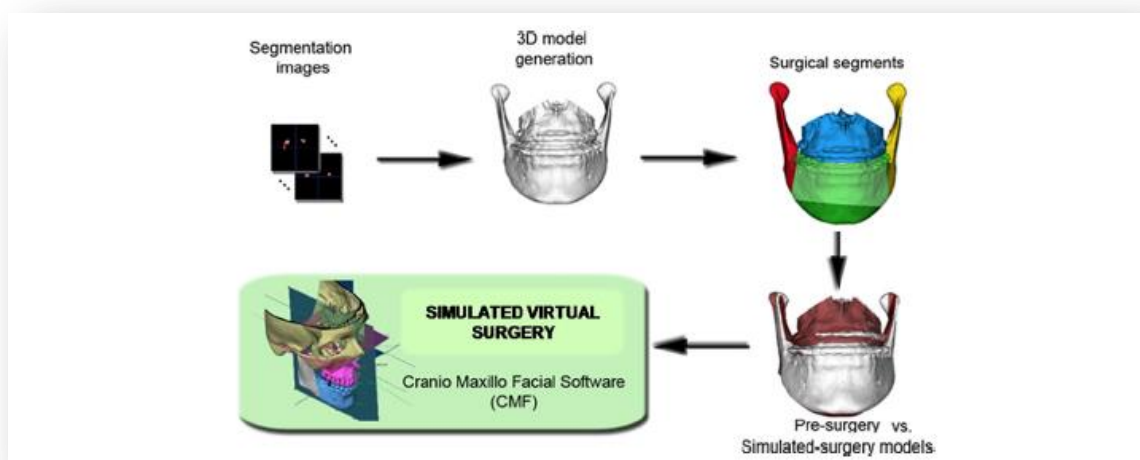 Segmentation
images
3D model
generation
Surgical segments
SIMULATED VIRTUAL
SURGERY
Cranio Maxillo Facial Software
(CMF)
Pre-surgery vs.
Simulated-surgery models